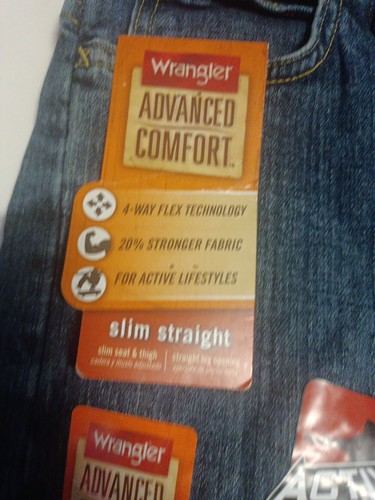 Wrangler
ADVANCED
COMFORT™
4-WAY FLEX TECHNOLOGY
20% STRONGER FABRIC
FOR ACTIVE LIFESTYLES
slim straight
slim seat & thigh
straight leg opening
Wrangler
ADVANCED